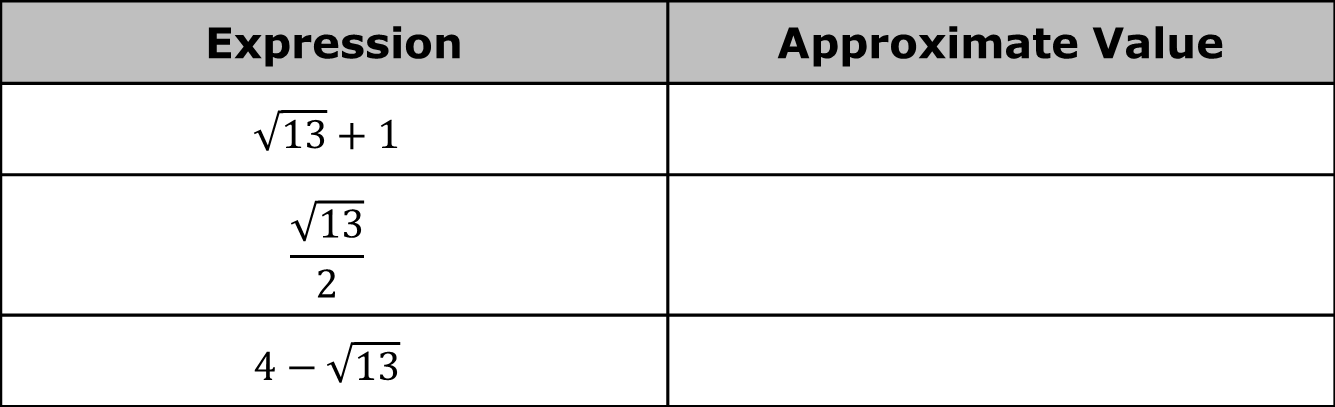 Expression Approximate Value
√13 + 1
√13
2
4 − √13